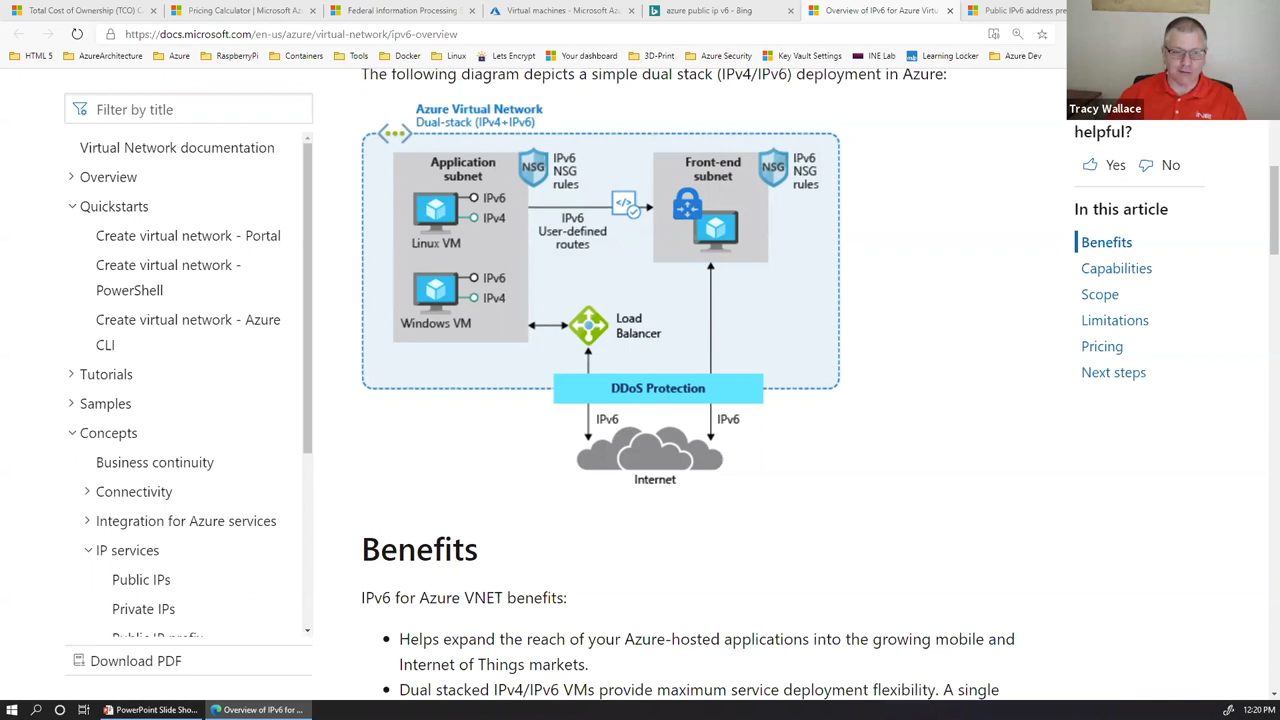 Total Cost of Ownership (TCO) C
Pricing Calculator | Microsoft Az
Federal Information Processing
Virtual machines - Microsoft Az
azure public ip v6 - Bing
Overview of IPv6 for Azure Virtu
Public IPv6 address pre
https://docs.microsoft.com/en-us/azure/virtual-network/ipv6-overview
HTML 5
AzureArchitecture
Azure
RaspberryPi
Containers
Tools
Docker
Lets Encrypt
Your dashboard
3D-Print
Azure Security
Key Vault Settings
INE Lab
Learning Locker
Azure Dev
Tracy Wallace
The following diagram depicts a simple dual stack (IPv4/IPv6) deployment in Azure:
Filter by title
Virtual Network documentation
Overview
Quickstarts
Create virtual network - Portal
Create virtual network -
PowerShell
Create virtual network - Azure
CLI
Tutorials
Samples
Concepts
Business continuity
Connectivity
Integration for Azure services
IP services
Public IPs
Private IPs
Public IP prefix
Download PDF
Azure Virtual Network
Dual-stack (IPv4+IPv6)
Application
subnet
NSG
IPv6
NSG
rules
Front-end
subnet
NSG
IPv6
NSG
rules
IPv6
IPv4
Linux VM
IPv6
User-defined
routes
IPv6
IPv4
Windows VM
Load
Balancer
DDoS Protection
IPv6
IPv6
Internet
Benefits
IPv6 for Azure VNET benefits:
• Helps expand the reach of your Azure-hosted applications into the growing mobile and
Internet of Things markets.
• Dual stacked IPv4/IPv6 VMs provide maximum service deployment flexibility. A single
helpful?
Yes
No
In this article
Benefits
Capabilities
Scope
Limitations
Pricing
Next steps
PowerPoint Slide Sho...
Overview of IPv6 for ...
12:20 PM